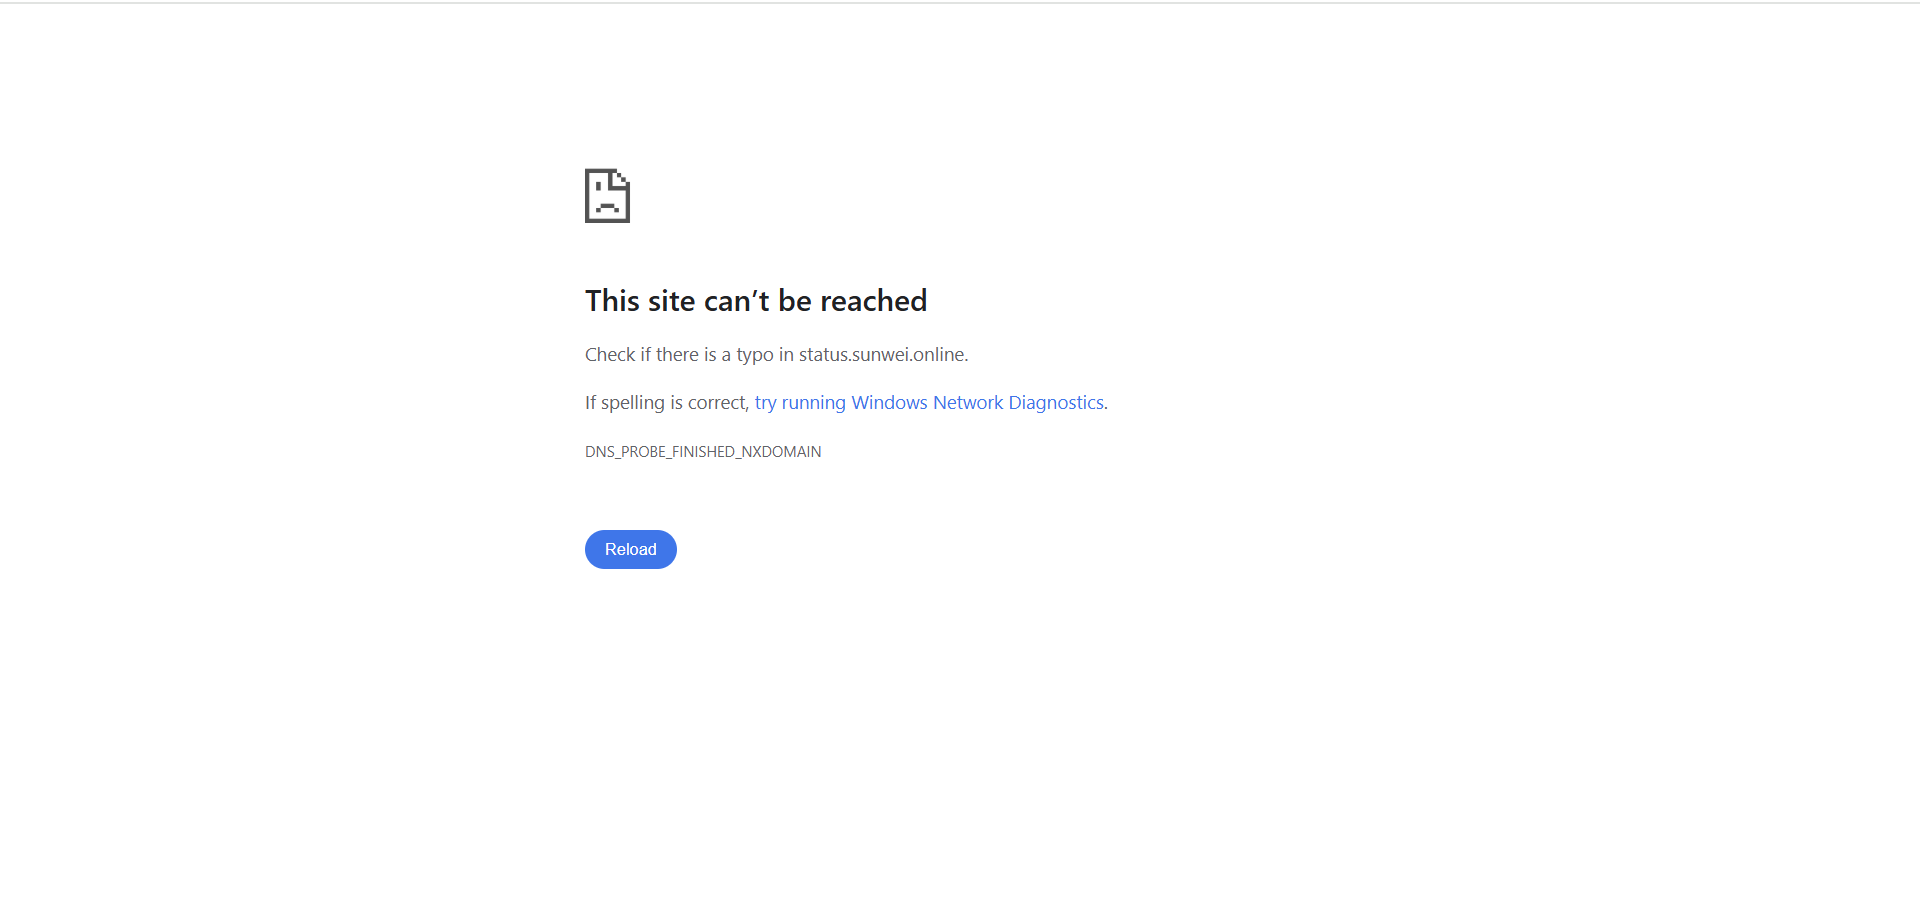 This site can’t be reached
Check if there is a typo in status.sunwei.online.
If spelling is correct, try running Windows Network Diagnostics.
DNS_PROBE_FINISHED_NXDOMAIN
Reload